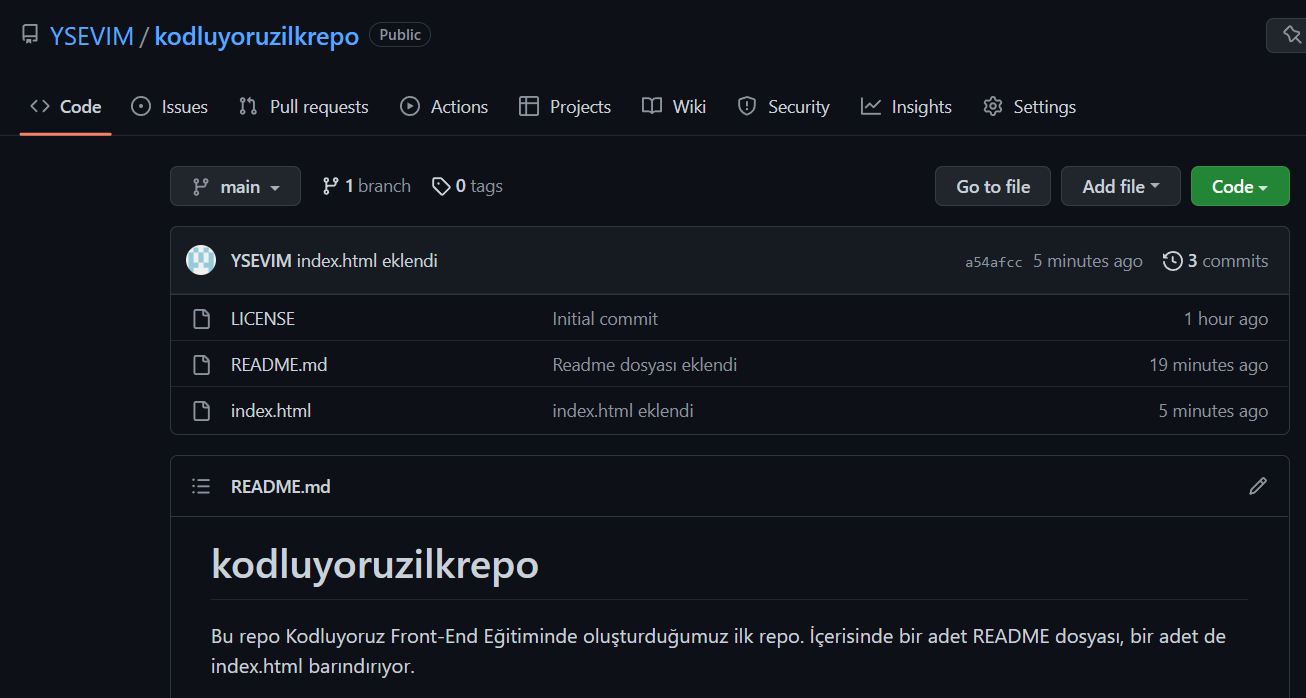 YSEVIM / kodluyoruzilkrepo Public
Code Issues Pull requests Actions Projects Wiki Security Insights Settings
main 1 branch 0 tags Go to file Add file Code
YSEVIM index.html eklendi a54afcc 5 minutes ago 3 commits
LICENSE Initial commit 1 hour ago
README.md Readme dosyası eklendi 19 minutes ago
index.html index.html eklendi 5 minutes ago
README.md
kodluyoruzilkrepo
Bu repo Kodluyoruz Front-End Eğitiminde oluşturduğumuz ilk repo. İçerisinde bir adet README dosyası, bir adet de
index.html barındırıyor.